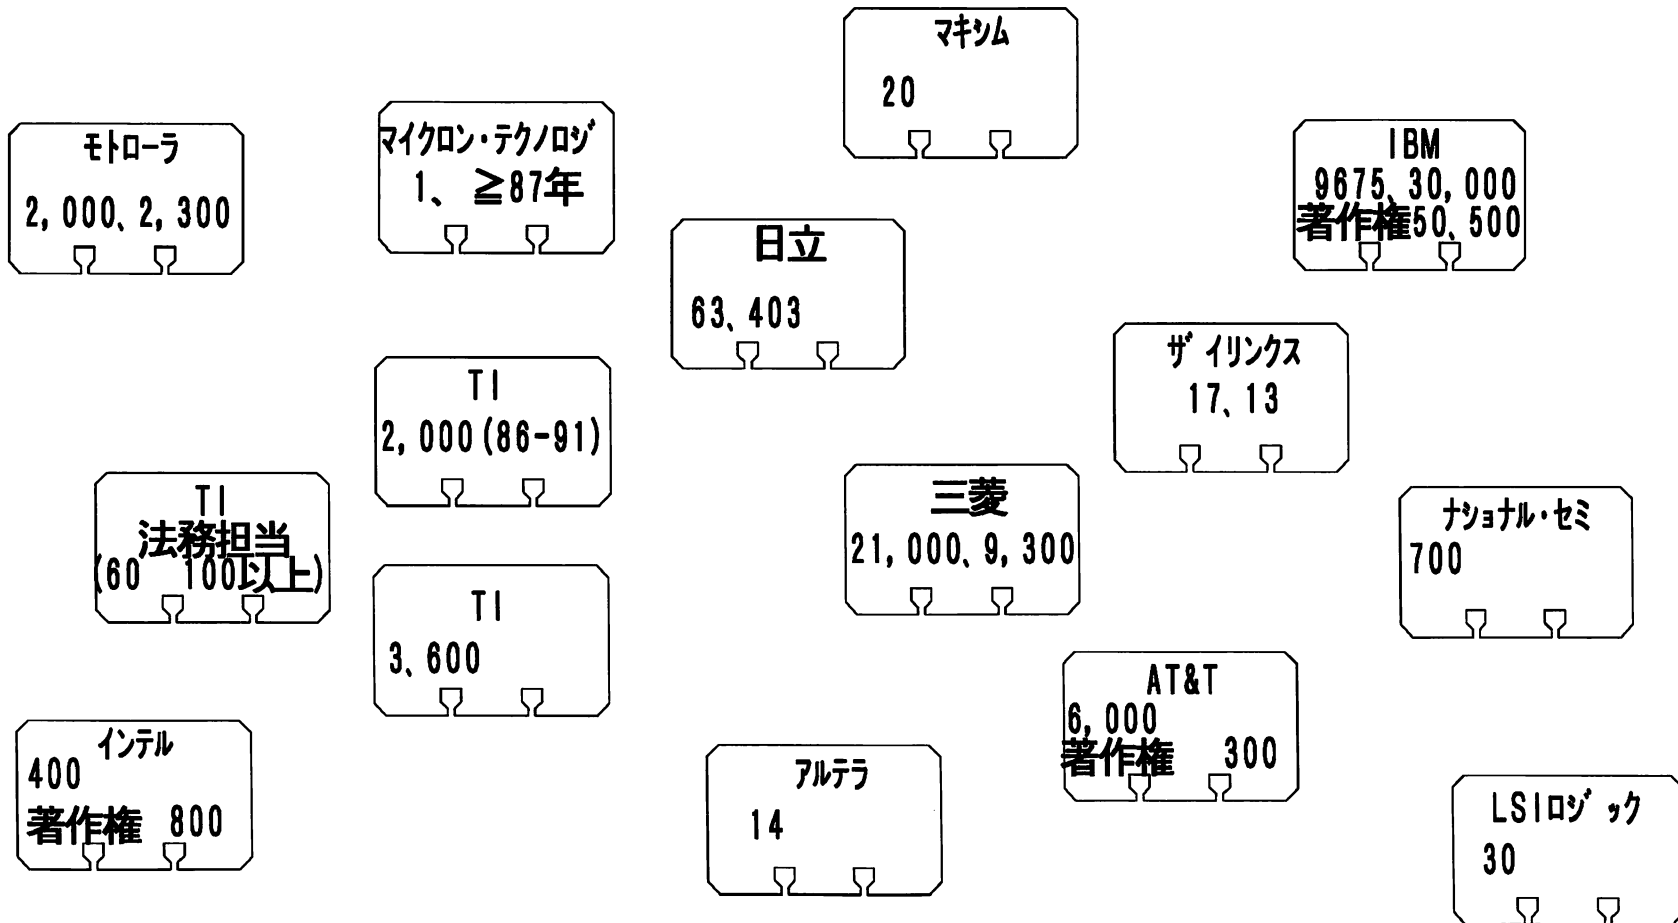 マキシム
20
モトローラ
2,000、2,300
マイクロン・テクノロジ
1、 ≧87年
IBM
9675、30,000
著作権50、500
日立
63、403
ザイリンクス
17、13
TI
2,000(86-91)
TI
法務担当
(60 100以上)
三菱
21,000、9,300
ナショナル・セミ
700
TI
3、600
AT&T
6,000
著作権 300
インテル
400
著作権 800
アルテラ
14
LSIロジック
30